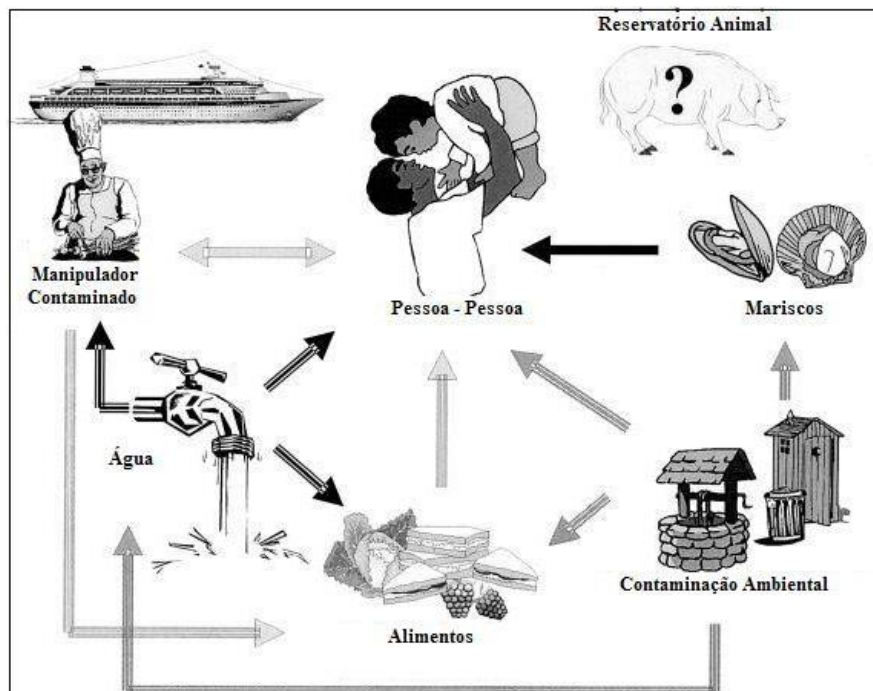 Reservatório Animal
?
Manipulador
Contaminado
Pessoa - Pessoa
Mariscos
Água
Contaminação Ambiental
Alimentos